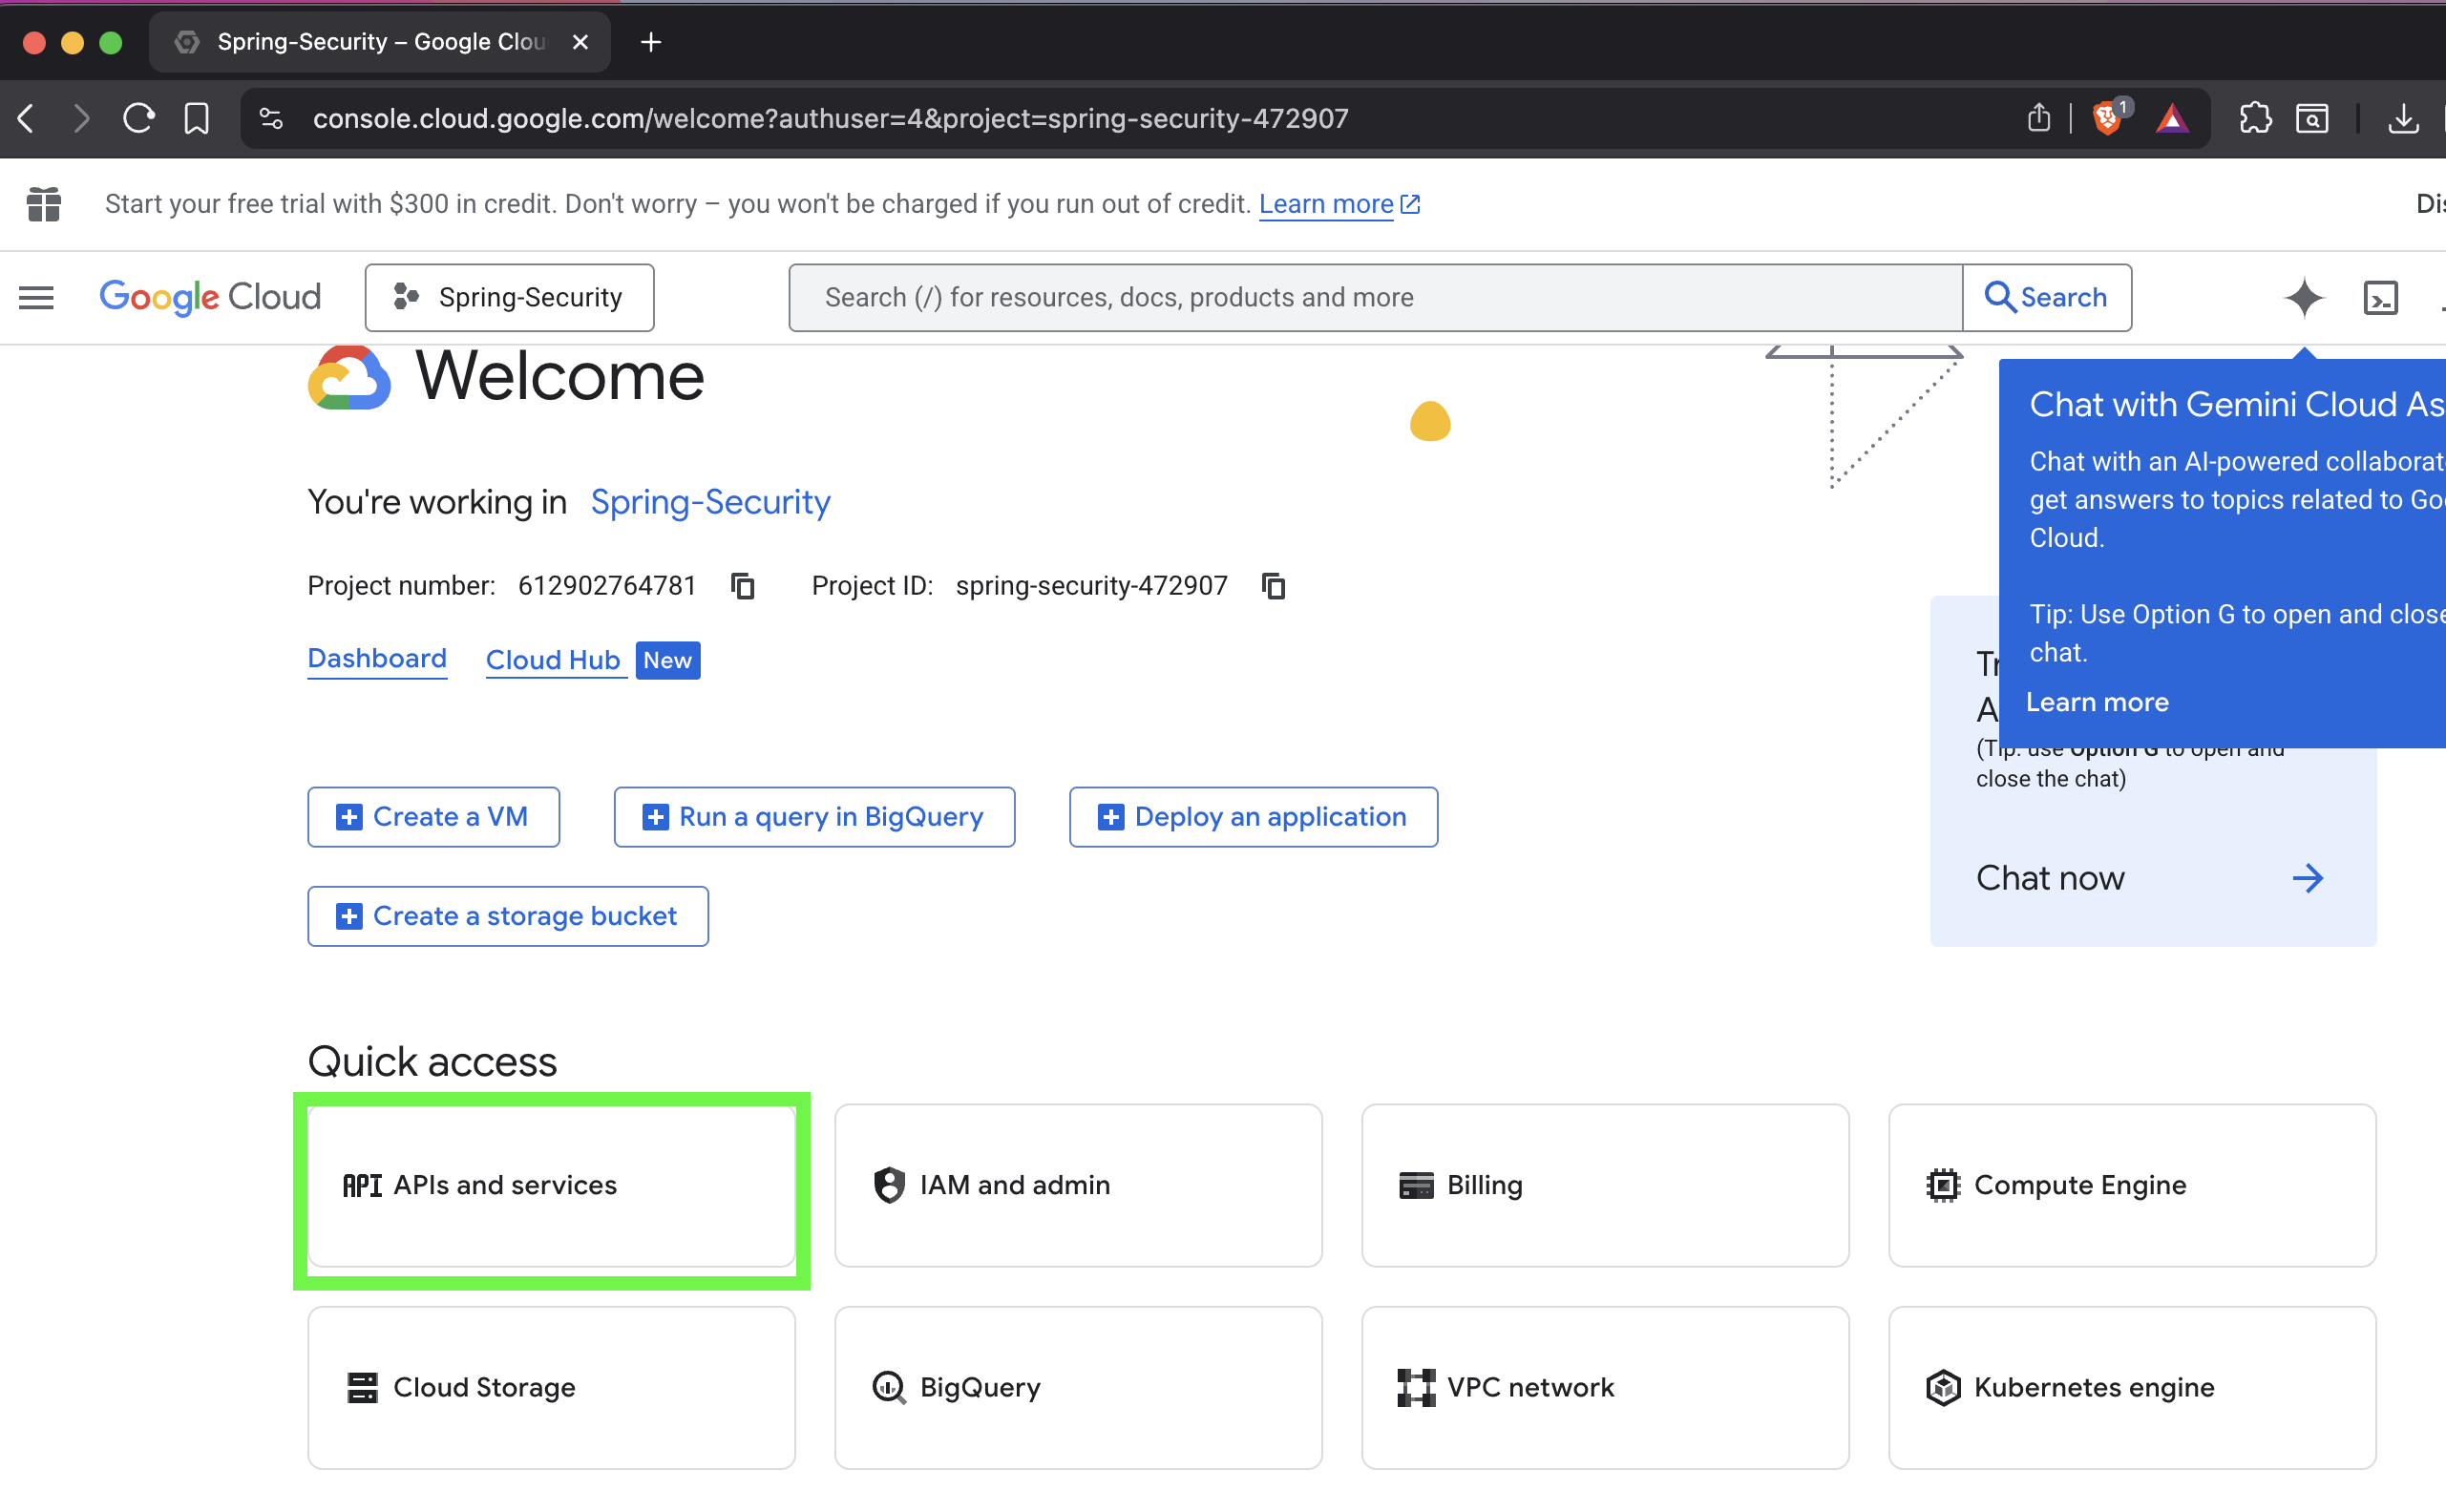 Spring-Security – Google Clou
console.cloud.google.com/welcome?authuser=4&project=spring-security-472907
1
Start your free trial with $300 in credit. Don't worry – you won't be charged if you run out of credit. Learn more
Dis
Google Cloud
Spring-Security
Search (/) for resources, docs, products and more
Search
Welcome
Chat with Gemini Cloud As
Chat with an AI-powered collaborat
get answers to topics related to Goo
Cloud.
Tip: Use Option G to open and close
chat.
Learn more
You're working in Spring-Security
Project number: 612902764781
Project ID: spring-security-472907
Dashboard
Cloud Hub New
Tr
A
(Tip: use Option G to open and
close the chat)
Chat now
Create a VM
Run a query in BigQuery
Deploy an application
Create a storage bucket
Quick access
API APIs and services
IAM and admin
Billing
Compute Engine
Cloud Storage
BigQuery
VPC network
Kubernetes engine